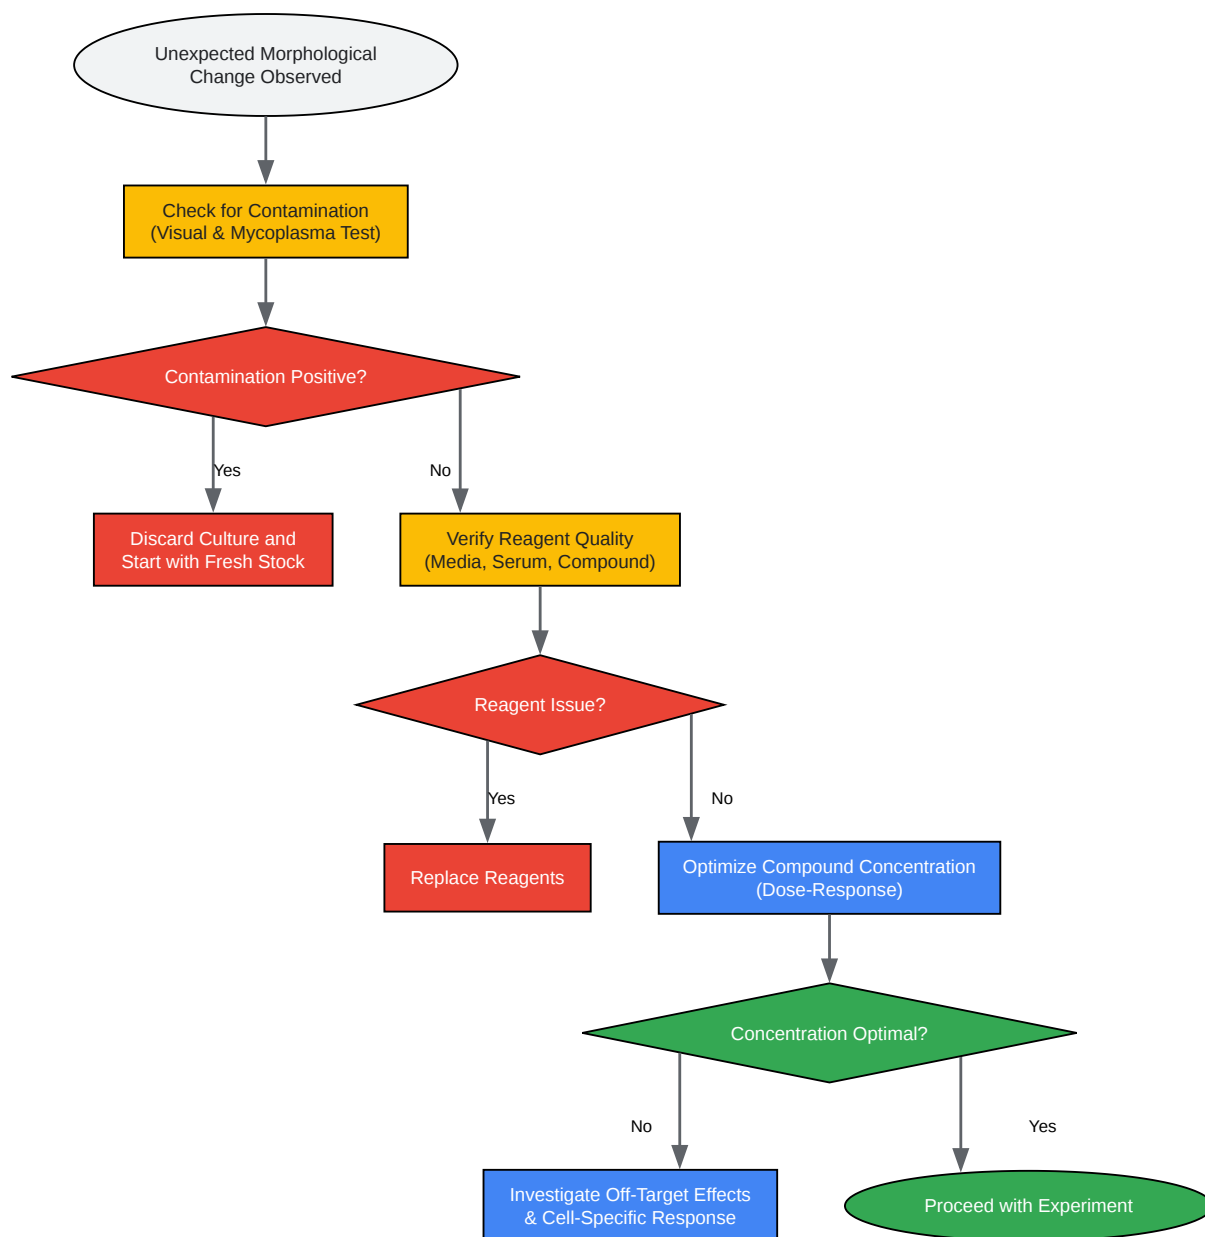 Unexpected Morphological
Change Observed
Check for Contamination
(Visual & Mycoplasma Test)
Contamination Positive?
Yes
No
Discard Culture and
Start with Fresh Stock
Verify Reagent Quality
(Media, Serum, Compound)
Reagent Issue?
Yes
No
Replace Reagents
Optimize Compound Concentration
(Dose-Response)
Concentration Optimal?
No
Yes
Investigate Off-Target Effects
& Cell-Specific Response
Proceed with Experiment